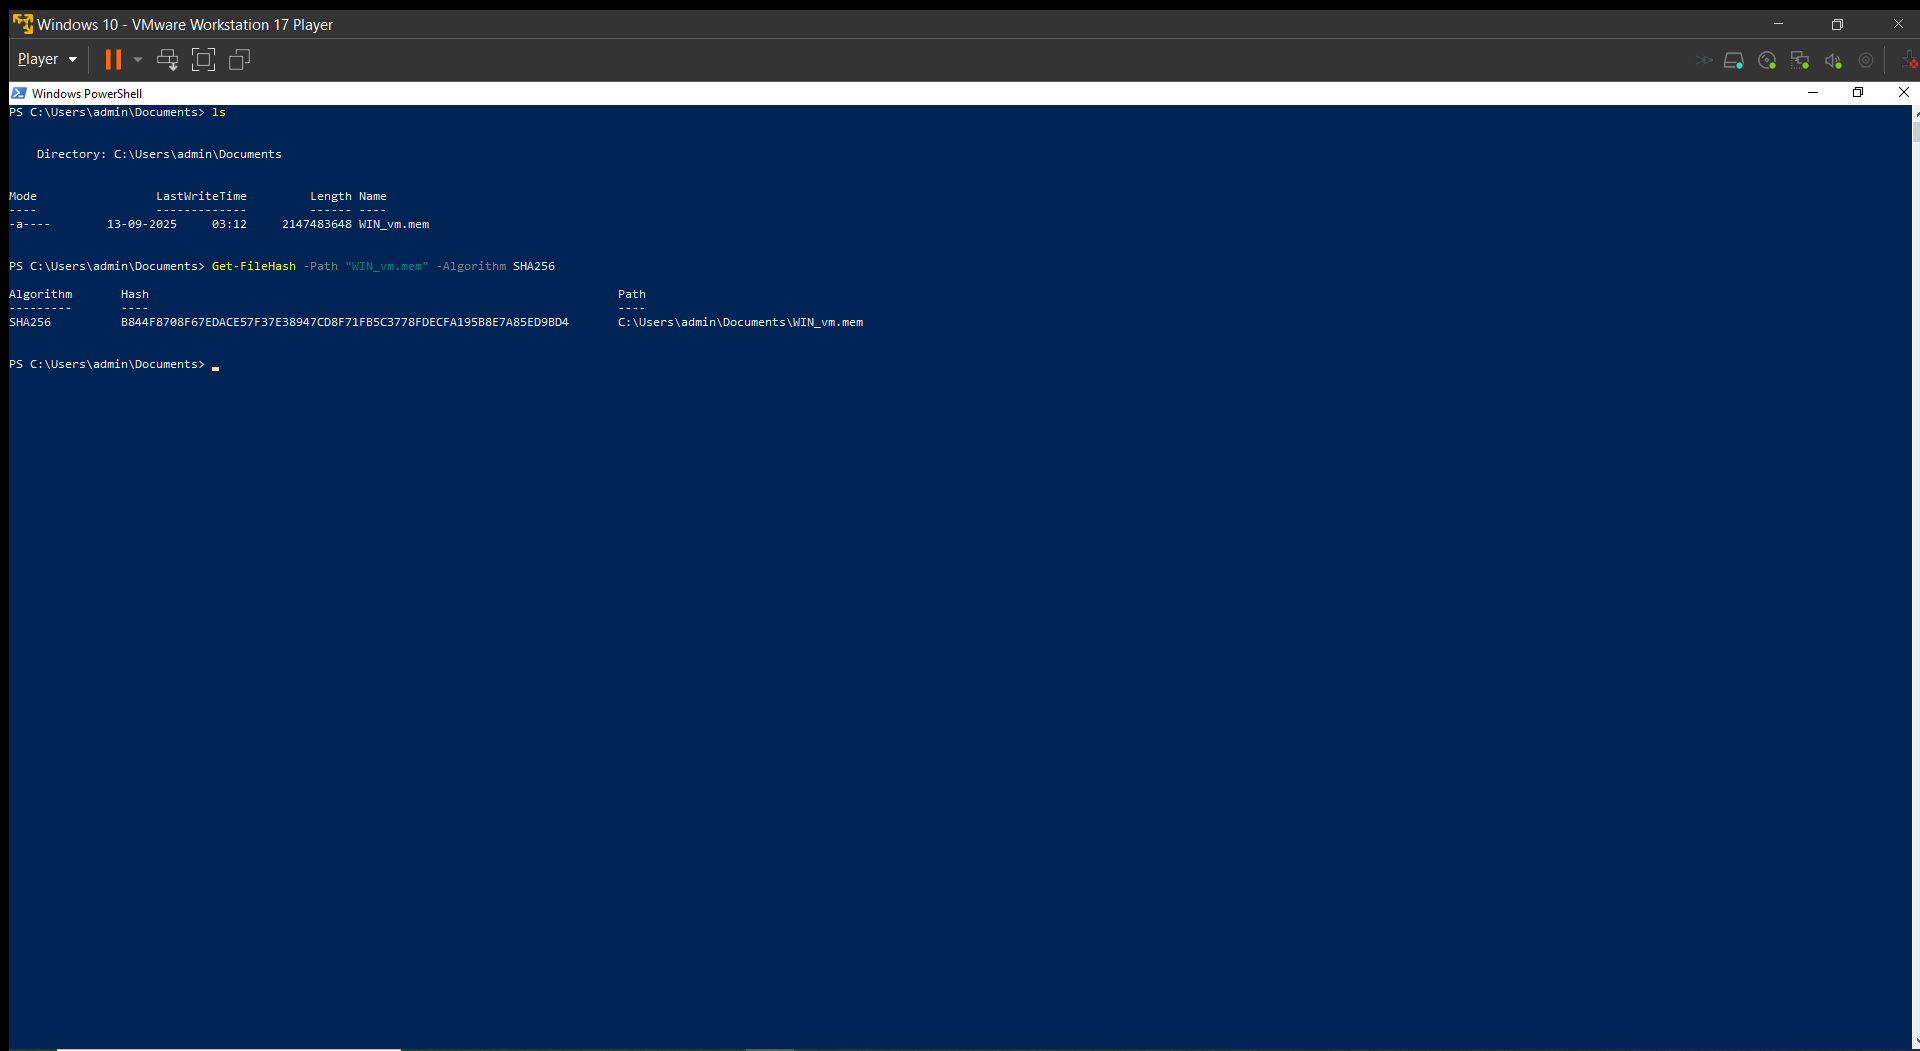 Windows 10 - VMware Workstation 17 Player
Player
Windows PowerShell
PS C:\Users\admin\Documents> ls
Directory: C:\Users\admin\Documents
Mode                 LastWriteTime         Length Name
----                 -------------         ------ ----
-a----        13-09-2025     03:12     2147483648 WIN_vm.mem
PS C:\Users\admin\Documents> Get-FileHash -Path "WIN_vm.mem" -Algorithm SHA256
Algorithm       Hash                                                                   Path
---------       ----                                                                   ----
SHA256          B844F8708F67EDACE57F37E38947CD8F71FB5C3778FDECFA195B8E7A85ED9BD4       C:\Users\admin\Documents\WIN_vm.mem
PS C:\Users\admin\Documents>